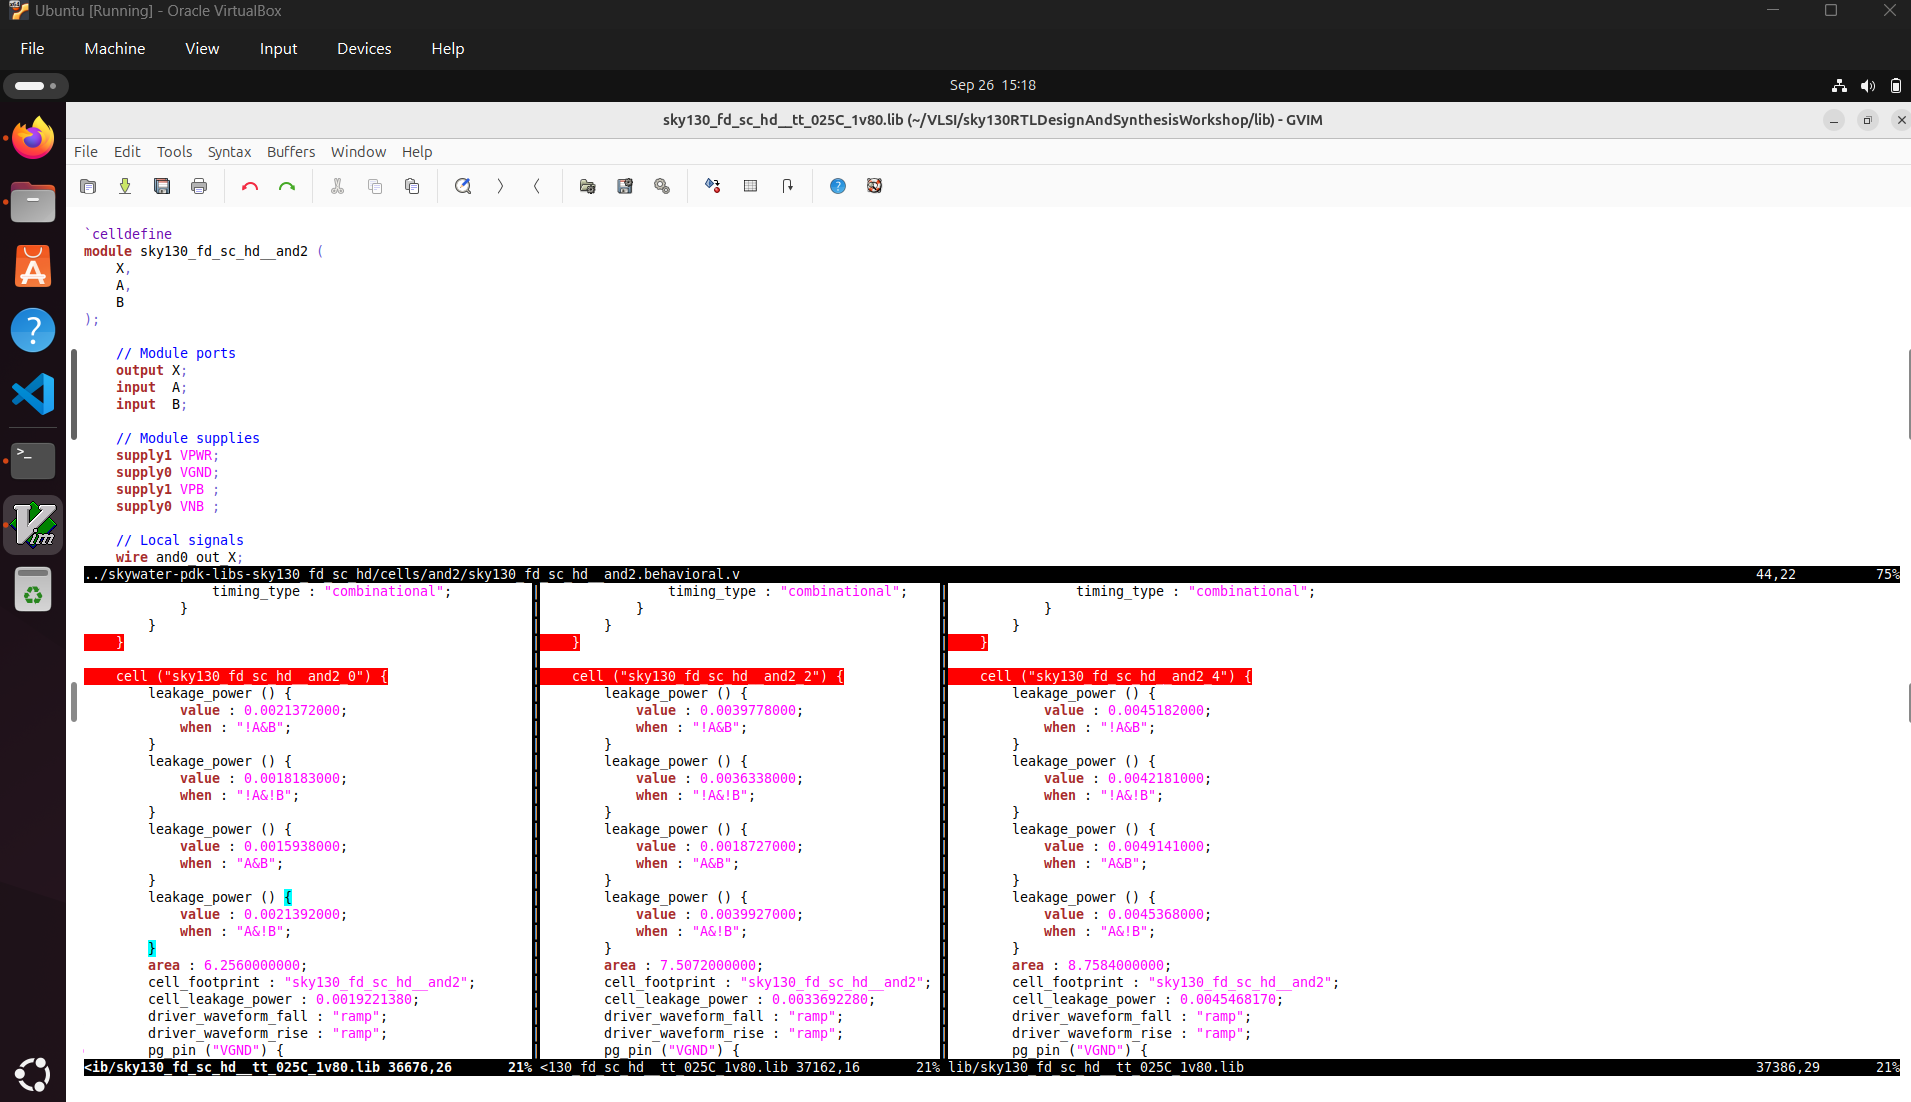 Ubuntu [Running] - Oracle VirtualBox
File Machine View Input Devices Help
Sep 26 15:18
sky130_fd_sc_hd__tt_025C_1v80.lib (~/VLSI/sky130RTLDesignAndSynthesisWorkshop/lib) - GVIM
File Edit Tools Syntax Buffers Window Help
`celldefine
module sky130_fd_sc_hd__and2 (
X,
A,
B
);
// Module ports
output X;
input  A;
input  B;
// Module supplies
supply1 VPWR;
supply0 VGND;
supply1 VPB ;
supply0 VNB ;
// Local signals
wire and0_out_X;
../skywater-pdk-libs-sky130_fd_sc_hd/cells/and2/sky130_fd_sc_hd__and2.behavioral.v 44,22 75%
timing_type : "combinational";
}
}
}
cell ("sky130_fd_sc_hd__and2_0") {
leakage_power () {
value : 0.0021372000;
when : "!A&B";
}
leakage_power () {
value : 0.0018183000;
when : "!A&!B";
}
leakage_power () {
value : 0.0015938000;
when : "A&B";
}
leakage_power () {
value : 0.0021392000;
when : "A&!B";
}
area : 6.2560000000;
cell_footprint : "sky130_fd_sc_hd__and2";
cell_leakage_power : 0.0019221380;
driver_waveform_fall : "ramp";
driver_waveform_rise : "ramp";
pg_pin ("VGND") {
<ib/sky130_fd_sc_hd__tt_025C_1v80.lib 36676,26 21%
timing_type : "combinational";
}
}
}
cell ("sky130_fd_sc_hd__and2_2") {
leakage_power () {
value : 0.0039778000;
when : "!A&B";
}
leakage_power () {
value : 0.0036338000;
when : "!A&!B";
}
leakage_power () {
value : 0.0018727000;
when : "A&B";
}
leakage_power () {
value : 0.0039927000;
when : "A&!B";
}
area : 7.5072000000;
cell_footprint : "sky130_fd_sc_hd__and2";
cell_leakage_power : 0.0033692280;
driver_waveform_fall : "ramp";
driver_waveform_rise : "ramp";
pg_pin ("VGND") {
<130_fd_sc_hd__tt_025C_1v80.lib 37162,16 21%
timing_type : "combinational";
}
}
}
cell ("sky130_fd_sc_hd__and2_4") {
leakage_power () {
value : 0.0045182000;
when : "!A&B";
}
leakage_power () {
value : 0.0042181000;
when : "!A&!B";
}
leakage_power () {
value : 0.0049141000;
when : "A&B";
}
leakage_power () {
value : 0.0045368000;
when : "A&!B";
}
area : 8.7584000000;
cell_footprint : "sky130_fd_sc_hd__and2";
cell_leakage_power : 0.0045468170;
driver_waveform_fall : "ramp";
driver_waveform_rise : "ramp";
pg_pin ("VGND") {
lib/sky130_fd_sc_hd__tt_025C_1v80.lib 37386,29 21%